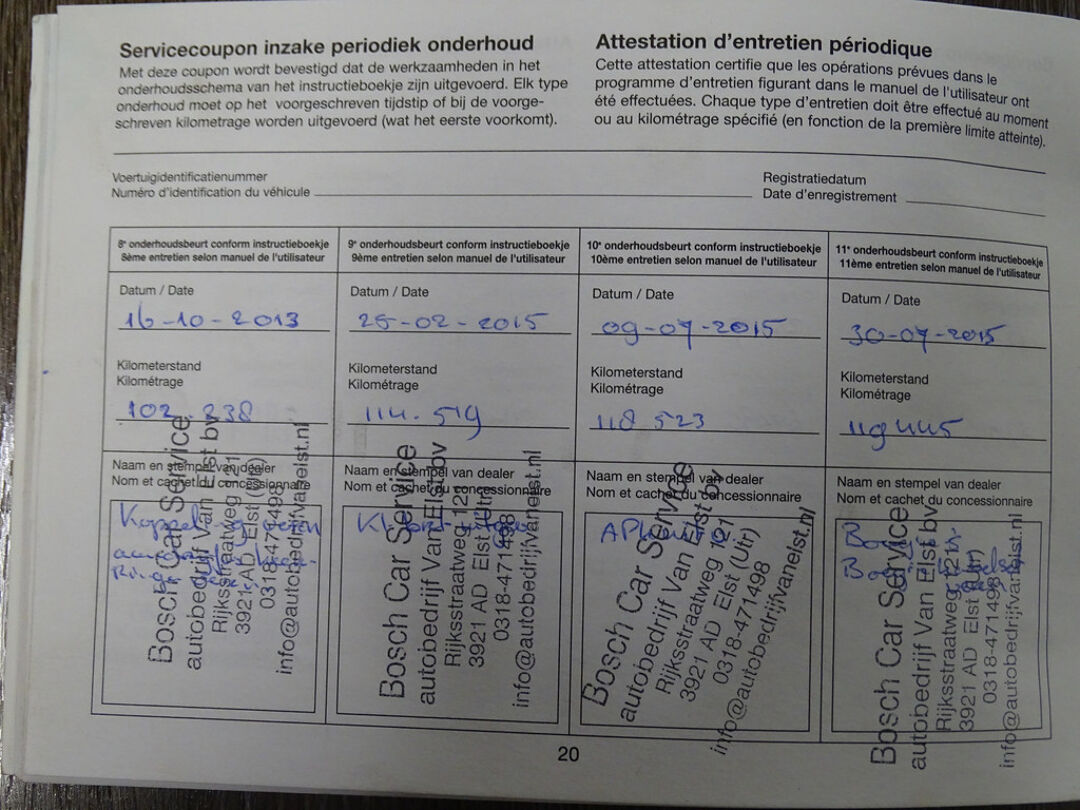 Servicecoupon inzake periodiek onderhoud
Met deze coupon wordt bevestigd dat de werkzaamheden in het
onderhoudsschema van het instructieboekje zijn uitgevoerd. Elk type
onderhoud moet op het voorgeschreven tijdstip of bij de voorge-
schreven kilometrage worden uitgevoerd (wat het eerste voorkomt).
Attestation d'entretien périodique
Cette attestation certifie que les opérations prévues dans le
programme d'entretien figurant dans le manuel de l'utilisateur ont
été effectuées. Chaque type d'entretien doit être effectué au moment
ou au kilométrage spécifié (en fonction de la première limite atteinte).
Voertuigidentificatienummer
Numéro d'identification du véhicule
Registratiedatum
Date d'enregistrement
8e onderhoudsbeurt conform instructieboekje
8ème entretien selon manuel de l'utilisateur
Datum / Date
16-10-2013
Kilometerstand
Kilométrage
102.238
Naam en stempel van dealer
Nom et cachet du concessionnaire
Koppeling
Bosch Car Service
autobedrijf Van Elst bv
Rijksstraatweg 121
3921 AD Elst (Utr)
0318-471498
info@autobedrijfvanelst.nl
9e onderhoudsbeurt conform instructieboekje
9ème entretien selon manuel de l'utilisateur
Datum / Date
25-02-2015
Kilometerstand
Kilométrage
114.519
Naam en stempel van dealer
Nom et cachet du concessionnaire
Bosch Car Service
autobedrijf Van Elst bv
Rijksstraatweg 121
3921 AD Elst (Utr)
0318-471498
info@autobedrijfvanelst.nl
10e onderhoudsbeurt conform instructieboekje
10ème entretien selon manuel de l'utilisateur
Datum / Date
09-07-2015
Kilometerstand
Kilométrage
118 523
Naam en stempel van dealer
Nom et cachet du concessionnaire
Bosch Car Service
autobedrijf Van Elst bv
Rijksstraatweg 121
3921 AD Elst (Utr)
0318-471498
info@autobedrijfvanelst.nl
11e onderhoudsbeurt conform instructieboekje
11ème entretien selon manuel de l'utilisateur
Datum / Date
30-07-2015
Kilometerstand
Kilométrage
119 445
Naam en stempel van dealer
Nom et cachet du concessionnaire
Bosch Car Service
autobedrijf Van Elst bv
Rijksstraatweg 121
3921 AD Elst (Utr)
0318-471498
info@autobedrijfvanelst.nl
20